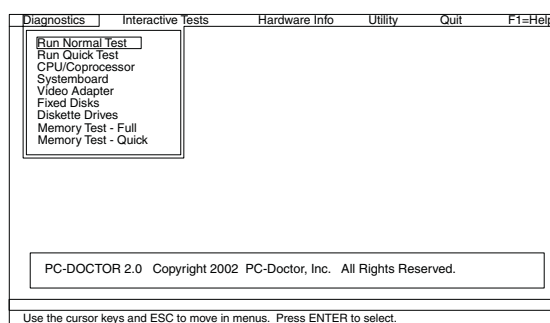 Diagnostics Interactive Tests Hardware Info Utility Quit F1=Help
Run Normal Test
Run Quick Test
CPU/Coprocessor
Systemboard
Video Adapter
Fixed Disks
Diskette Drives
Memory Test - Full
Memory Test - Quick
PC-DOCTOR 2.0 Copyright 2002 PC-Doctor, Inc. All Rights Reserved.
Use the cursor keys and ESC to move in menus. Press ENTER to select.